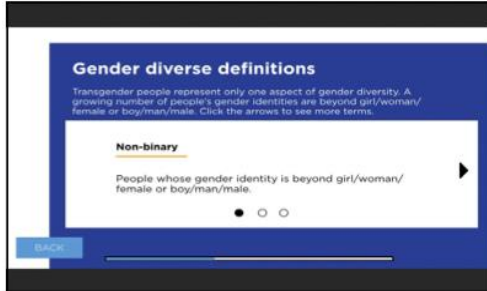 Gender diverse definitions
Transgender people represent only one aspect of gender diversity. A
growing number of people's gender identities are beyond girl/woman/
female or boy/man/male. Click the arrows to see more terms.
Non-binary
People whose gender identity is beyond girl/woman/
female or boy/man/male.
BACK